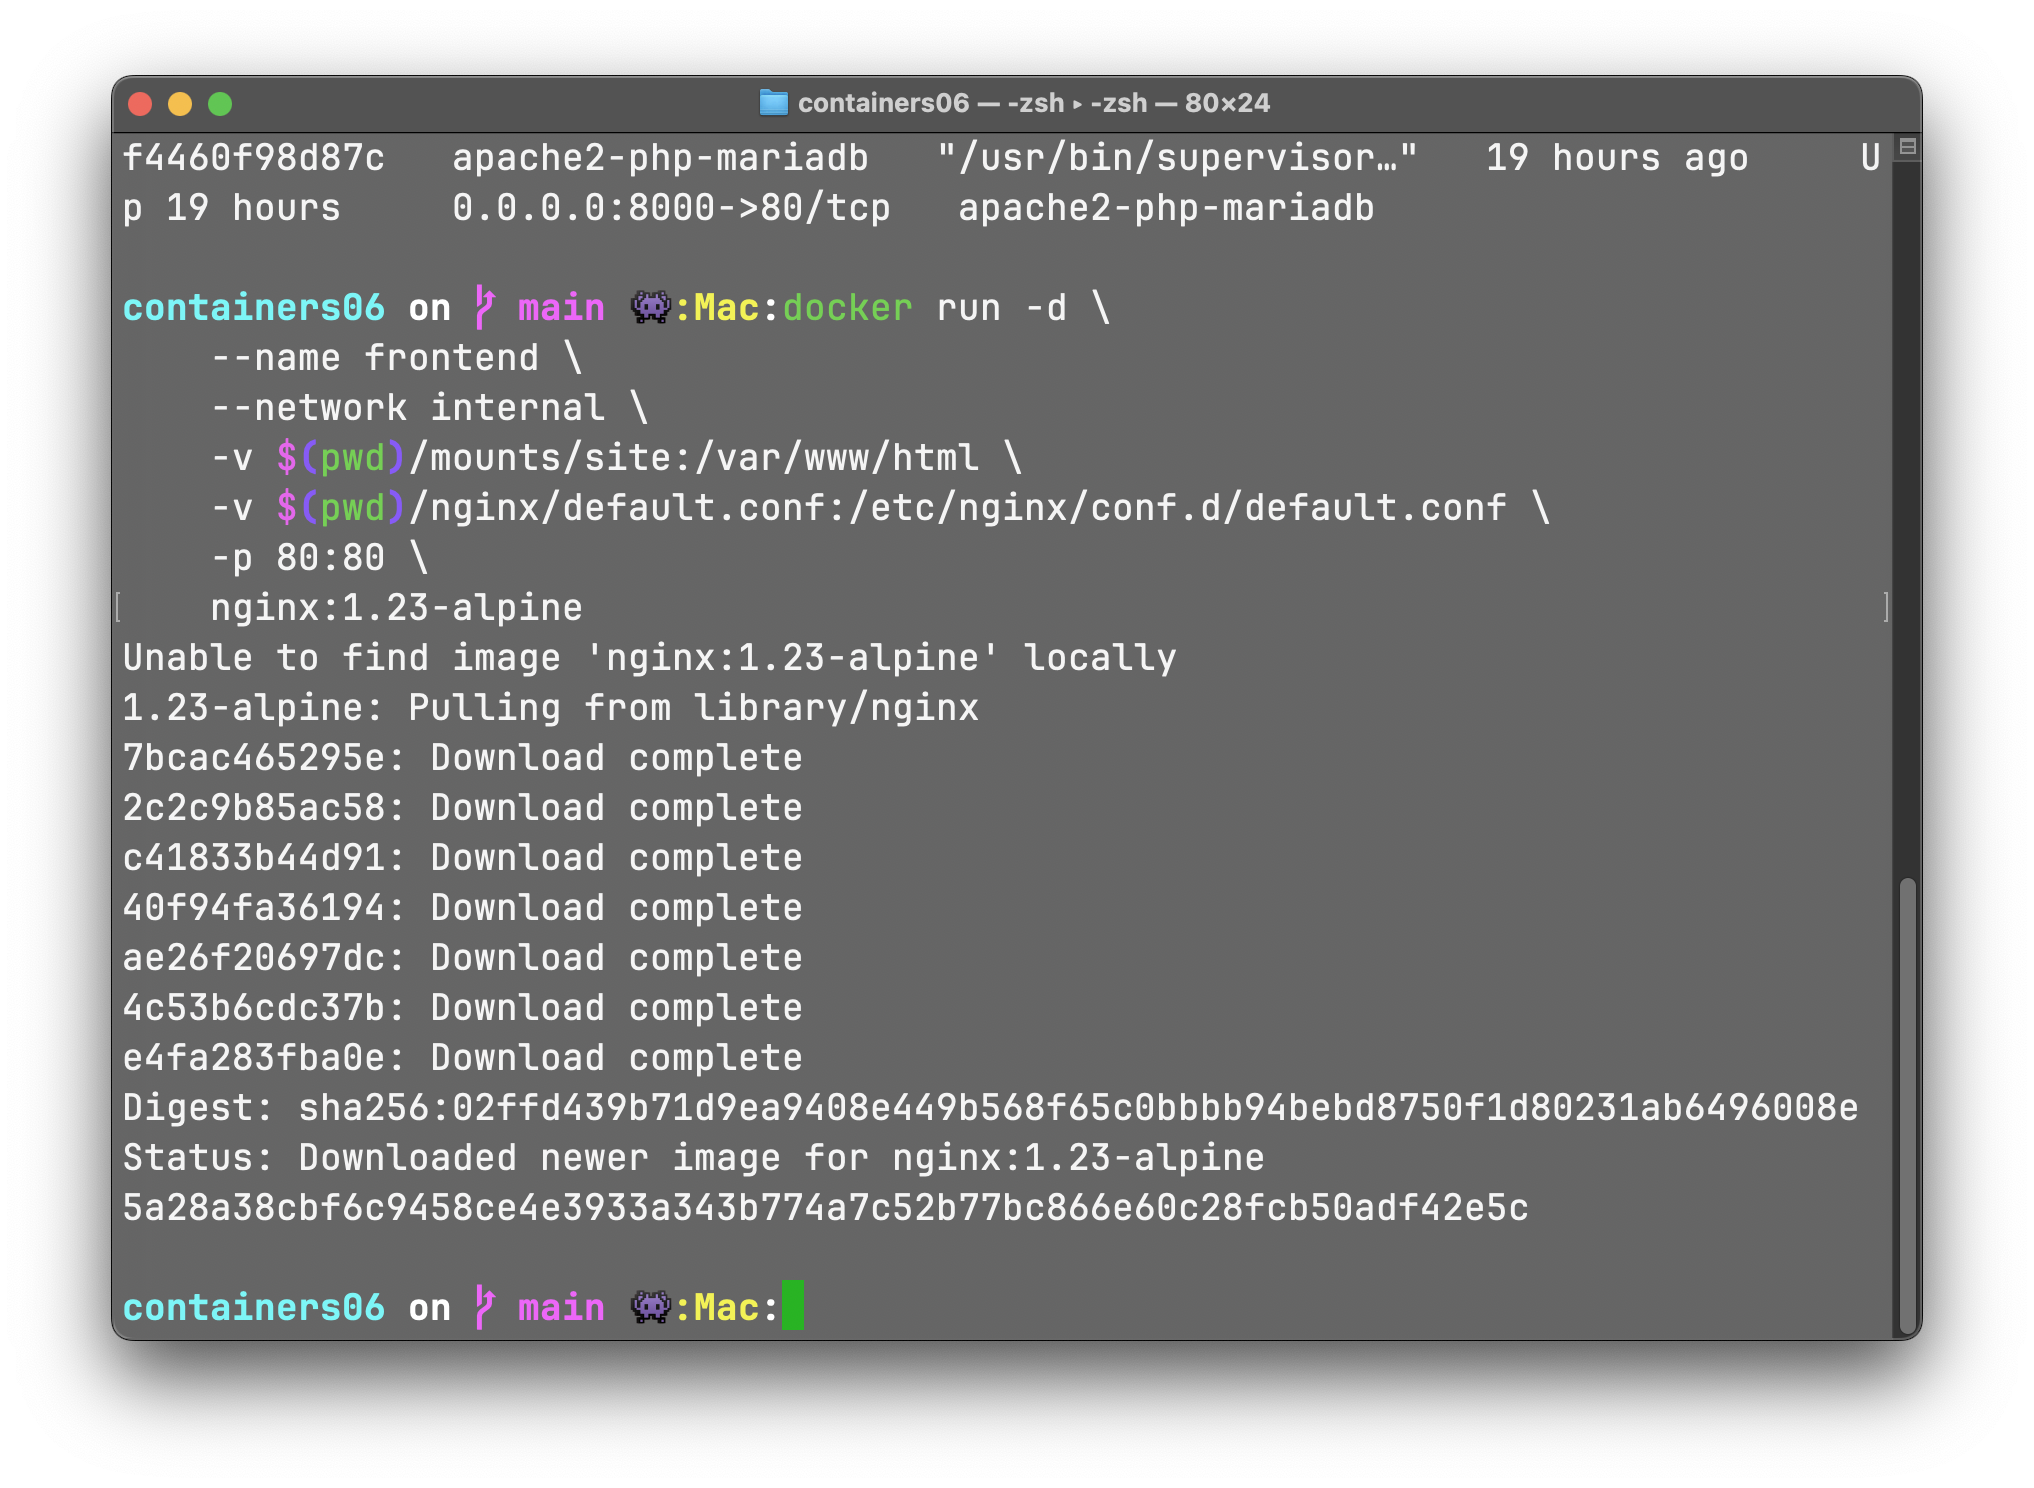 containers06 — -zsh ▸ -zsh — 80×24
f4460f98d87c   apache2-php-mariadb   "/usr/bin/supervisor…"   19 hours ago     U
p 19 hours     0.0.0.0:8000->80/tcp   apache2-php-mariadb
containers06 on main 👾:Mac:docker run -d \
    --name frontend \
    --network internal \
    -v $(pwd)/mounts/site:/var/www/html \
    -v $(pwd)/nginx/default.conf:/etc/nginx/conf.d/default.conf \
    -p 80:80 \
    nginx:1.23-alpine
Unable to find image 'nginx:1.23-alpine' locally
1.23-alpine: Pulling from library/nginx
7bcac465295e: Download complete
2c2c9b85ac58: Download complete
c41833b44d91: Download complete
40f94fa36194: Download complete
ae26f20697dc: Download complete
4c53b6cdc37b: Download complete
e4fa283fba0e: Download complete
Digest: sha256:02ffd439b71d9ea9408e449b568f65c0bbbb94bebd8750f1d80231ab6496008e
Status: Downloaded newer image for nginx:1.23-alpine
5a28a38cbf6c9458ce4e3933a343b774a7c52b77bc866e60c28fcb50adf42e5c
containers06 on main 👾:Mac: